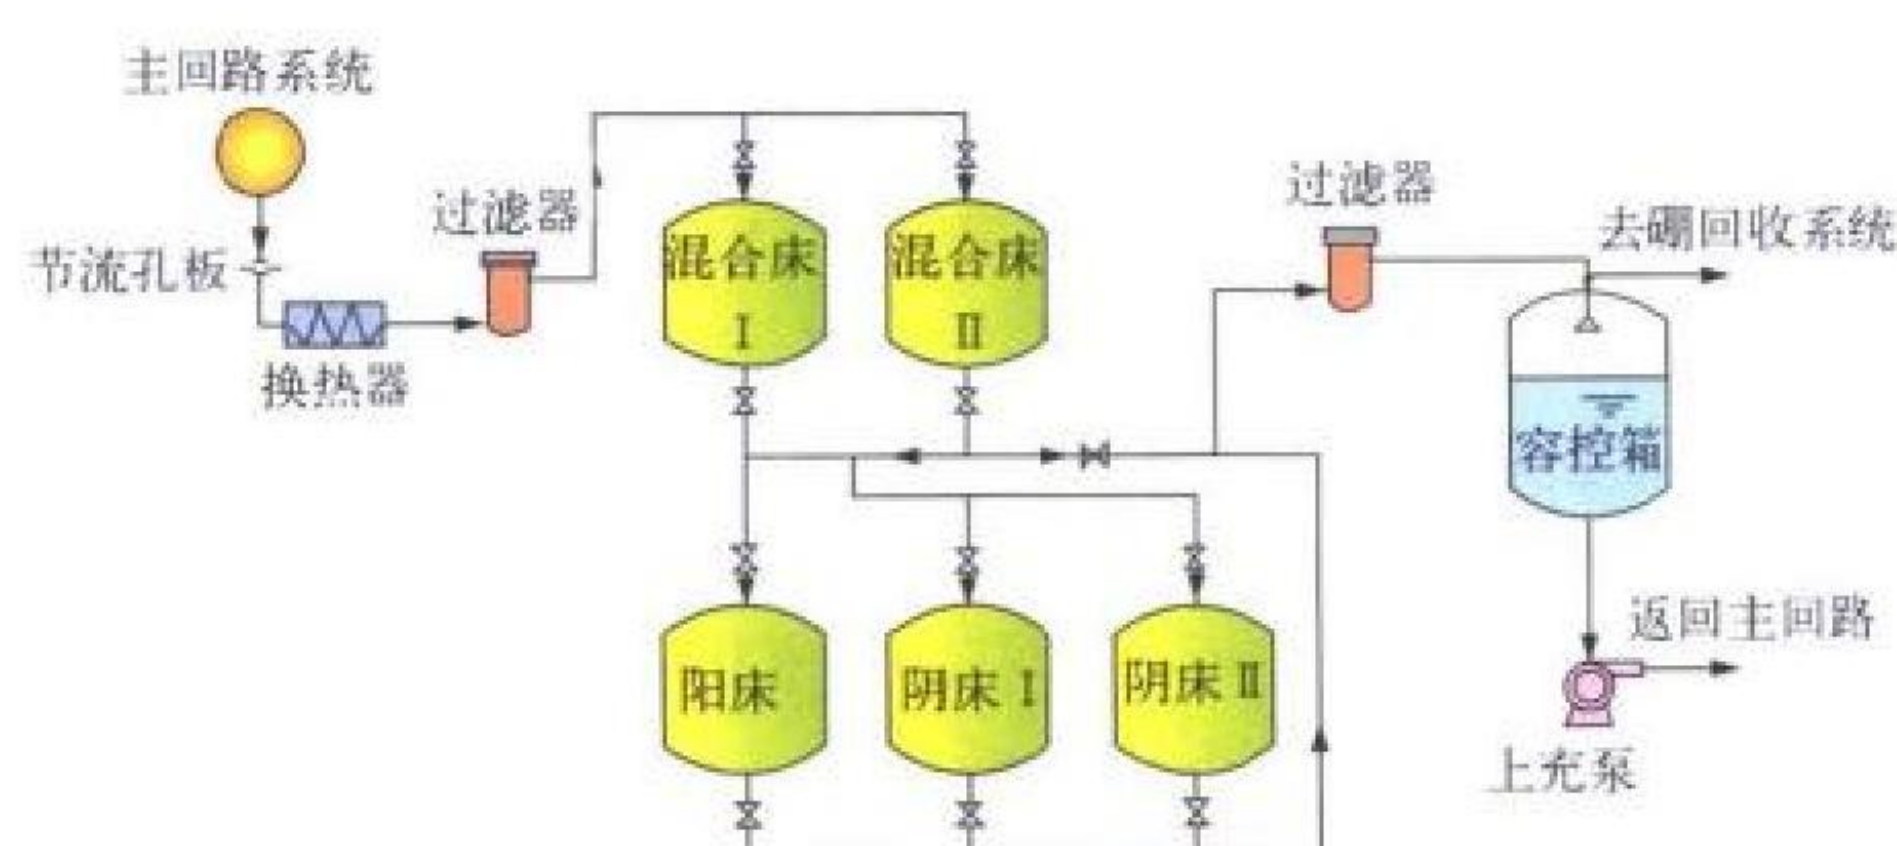 主回路系统
节流孔板
换热器
过滤器
混合床
I
混合床
II
过滤器
去硼回收系统
容控箱
阳床
阴床 I
阴床 II
返回主回路
上充泵